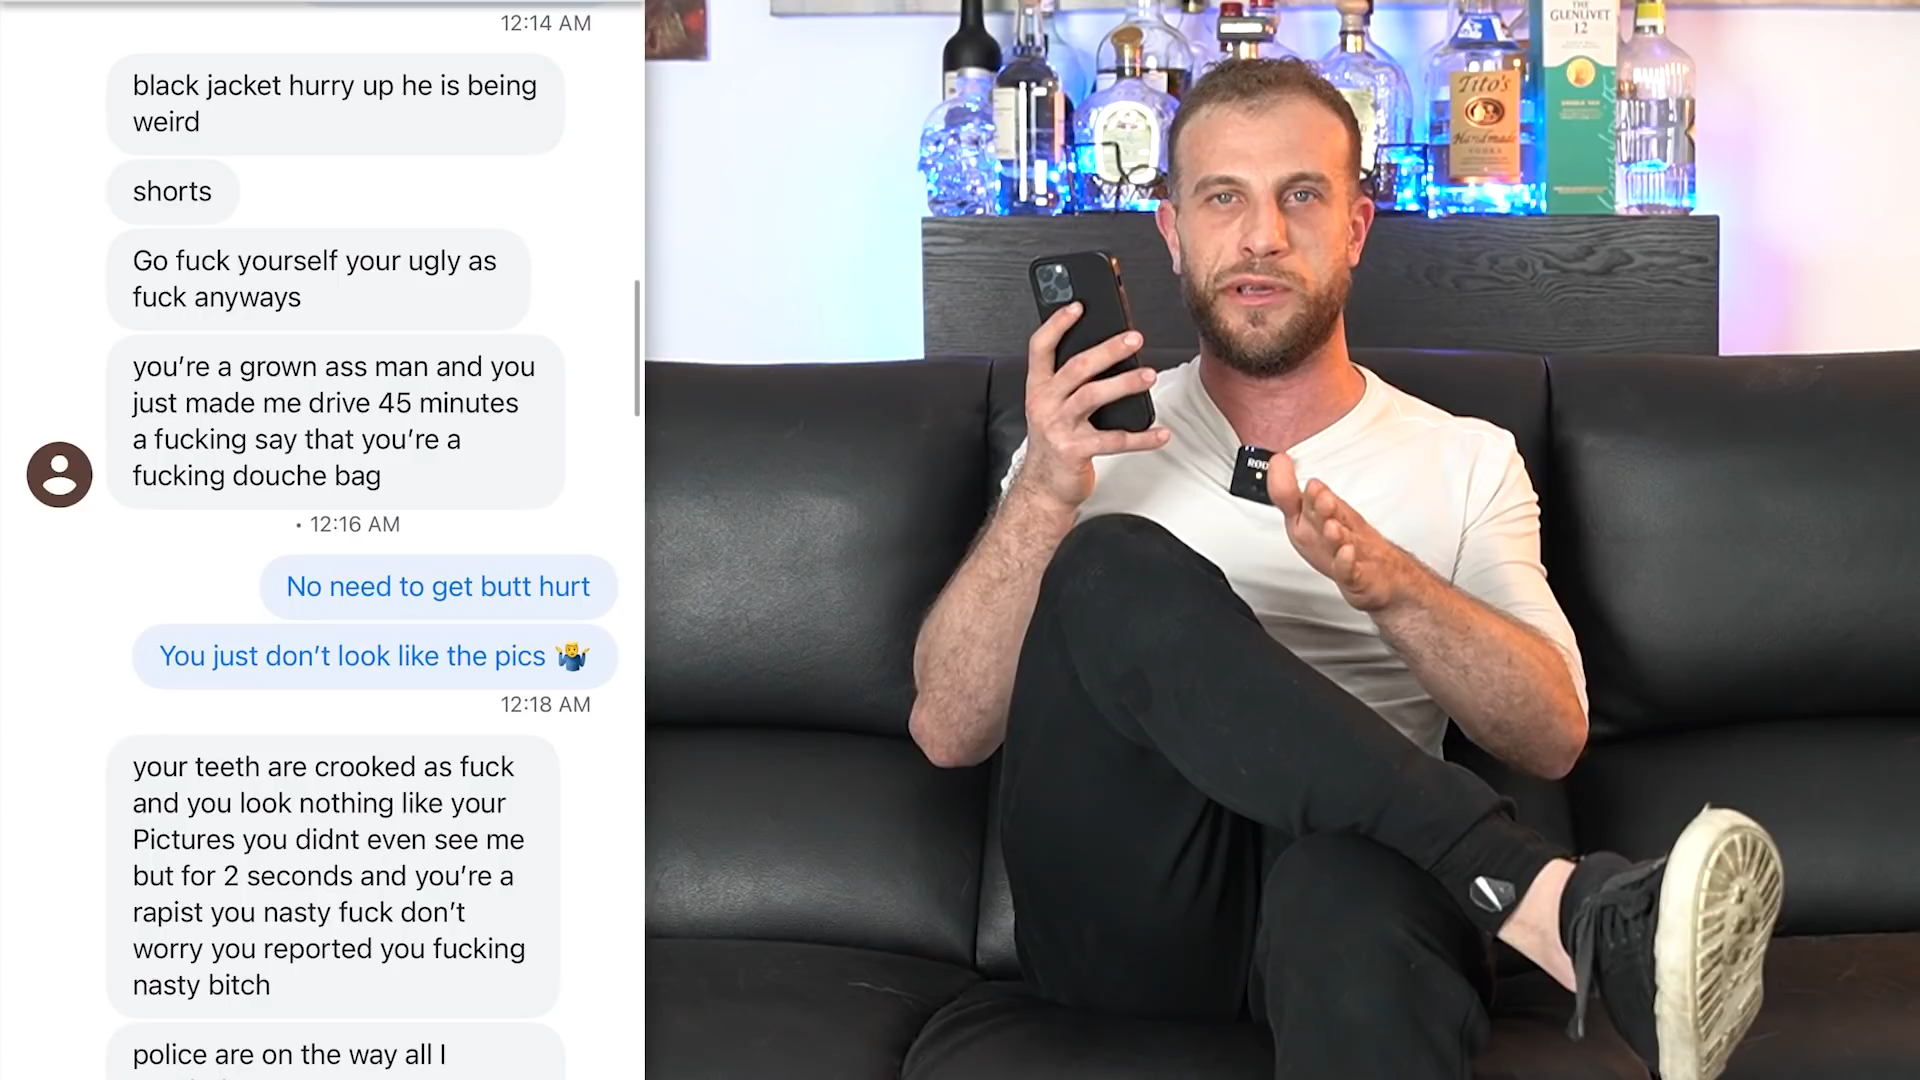 12:14 AM
black jacket hurry up he is being
weird
shorts
Go fuck yourself your ugly as
fuck anyways
you’re a grown ass man and you
just made me drive 45 minutes
a fucking say that you’re a
fucking douche bag
• 12:16 AM
No need to get butt hurt
You just don’t look like the pics 🤷‍♂️
12:18 AM
your teeth are crooked as fuck
and you look nothing like your
Pictures you didnt even see me
but for 2 seconds and you’re a
rapist you nasty fuck don’t
worry you reported you fucking
nasty bitch
police are on the way all I
THE
GLENLIVET
12
Tito's
Handmade
VODKA
RØDE